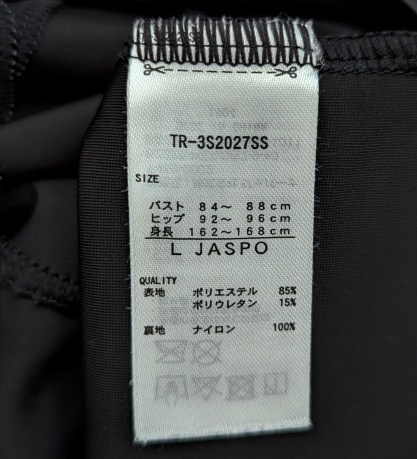 TR-3S2027SS
SIZE
バスト 84～ 88cm
ヒップ 92～ 96cm
身長 162～168cm
L JASPO
QUALITY
表地 ポリエステル 85%
ポリウレタン 15%
裏地 ナイロン 100%